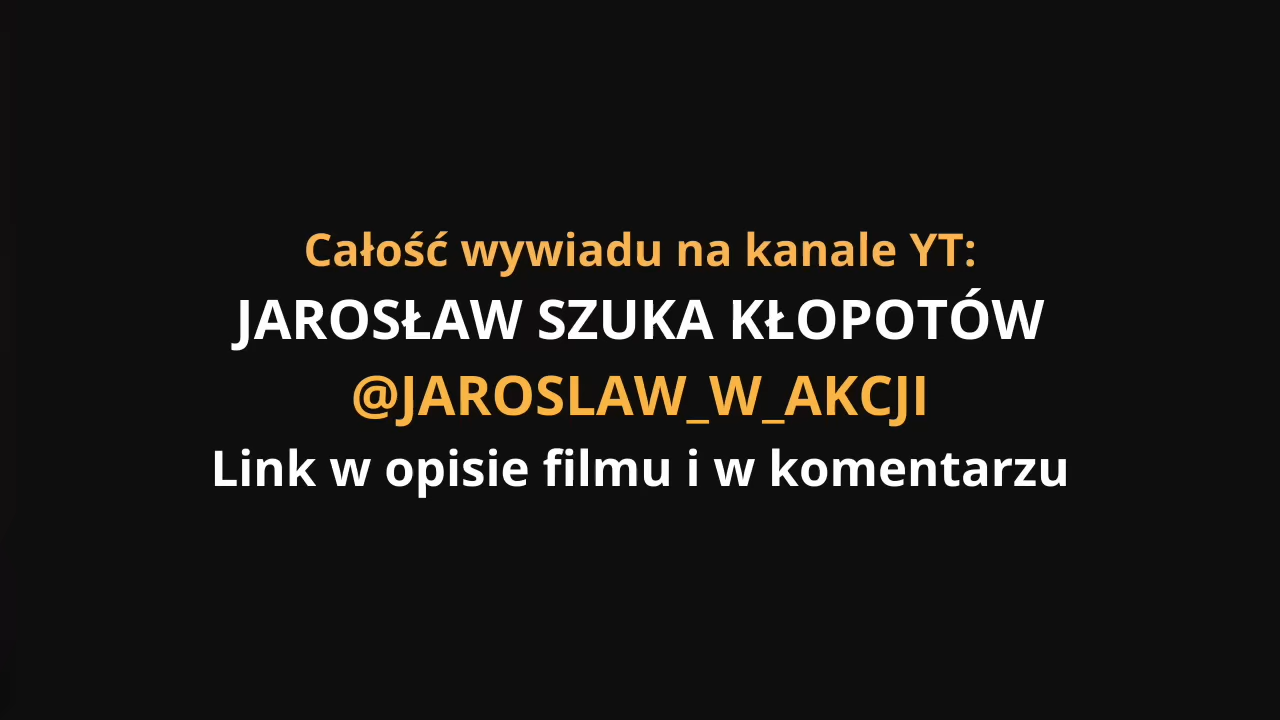 Całość wywiadu na kanale YT:
JAROSŁAW SZUKA KŁOPOTÓW
@JAROSLAW_W_AKCJI
Link w opisie filmu i w komentarzu